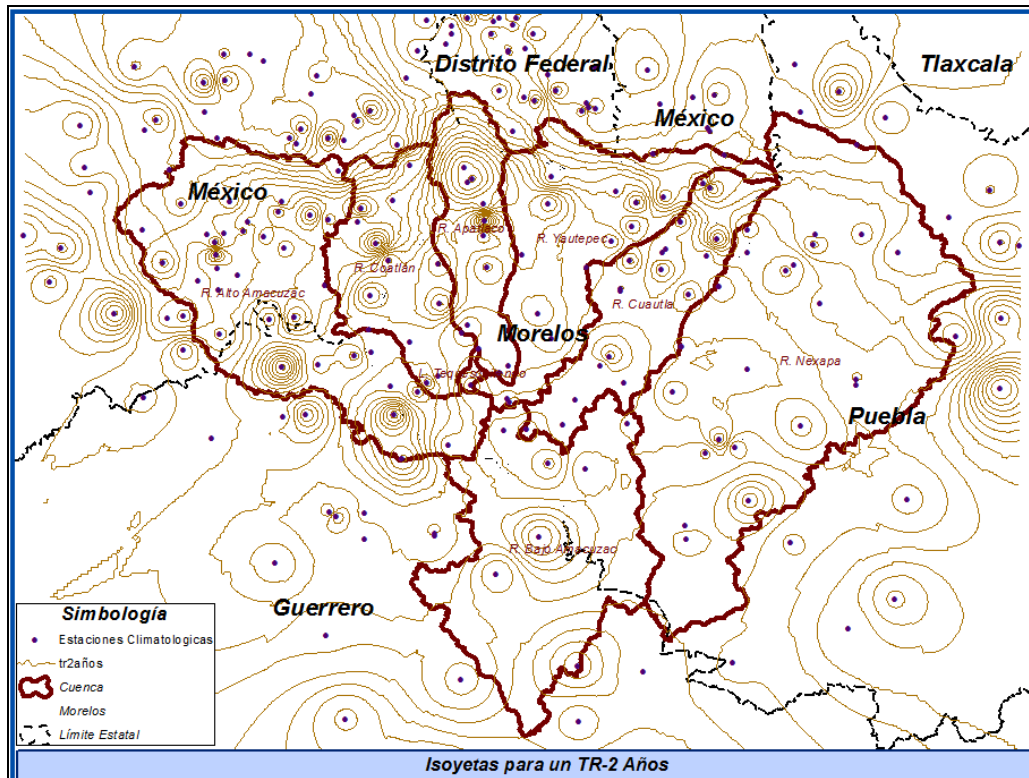 Distrito Federal
Tlaxcala
México
México
R. Apatlaco
R. Yautepec
R. Coatlán
R. Alto Amacuzac
R. Cuautla
Morelos
R. Nexapa
Puebla
R. Bajo Amacuzac
Guerrero
Simbología
Estaciones Climatologicas
tr2años
Cuenca
Morelos
Límite Estatal
Isoyetas para un TR-2 Años